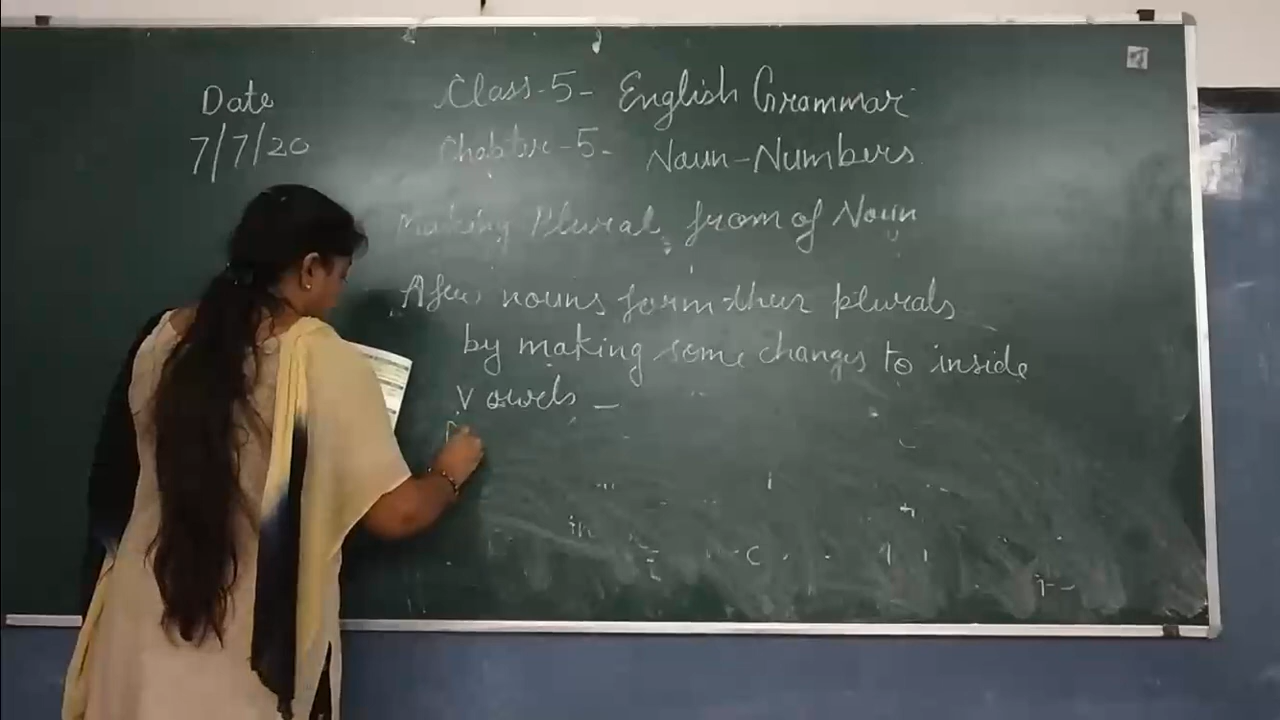 Date
7/7/20
Class-5- English Grammar
Chapter-5- Noun-Numbers
Making Plural from of Noun
A few nouns form their plurals
by making some changes to inside
vowels –